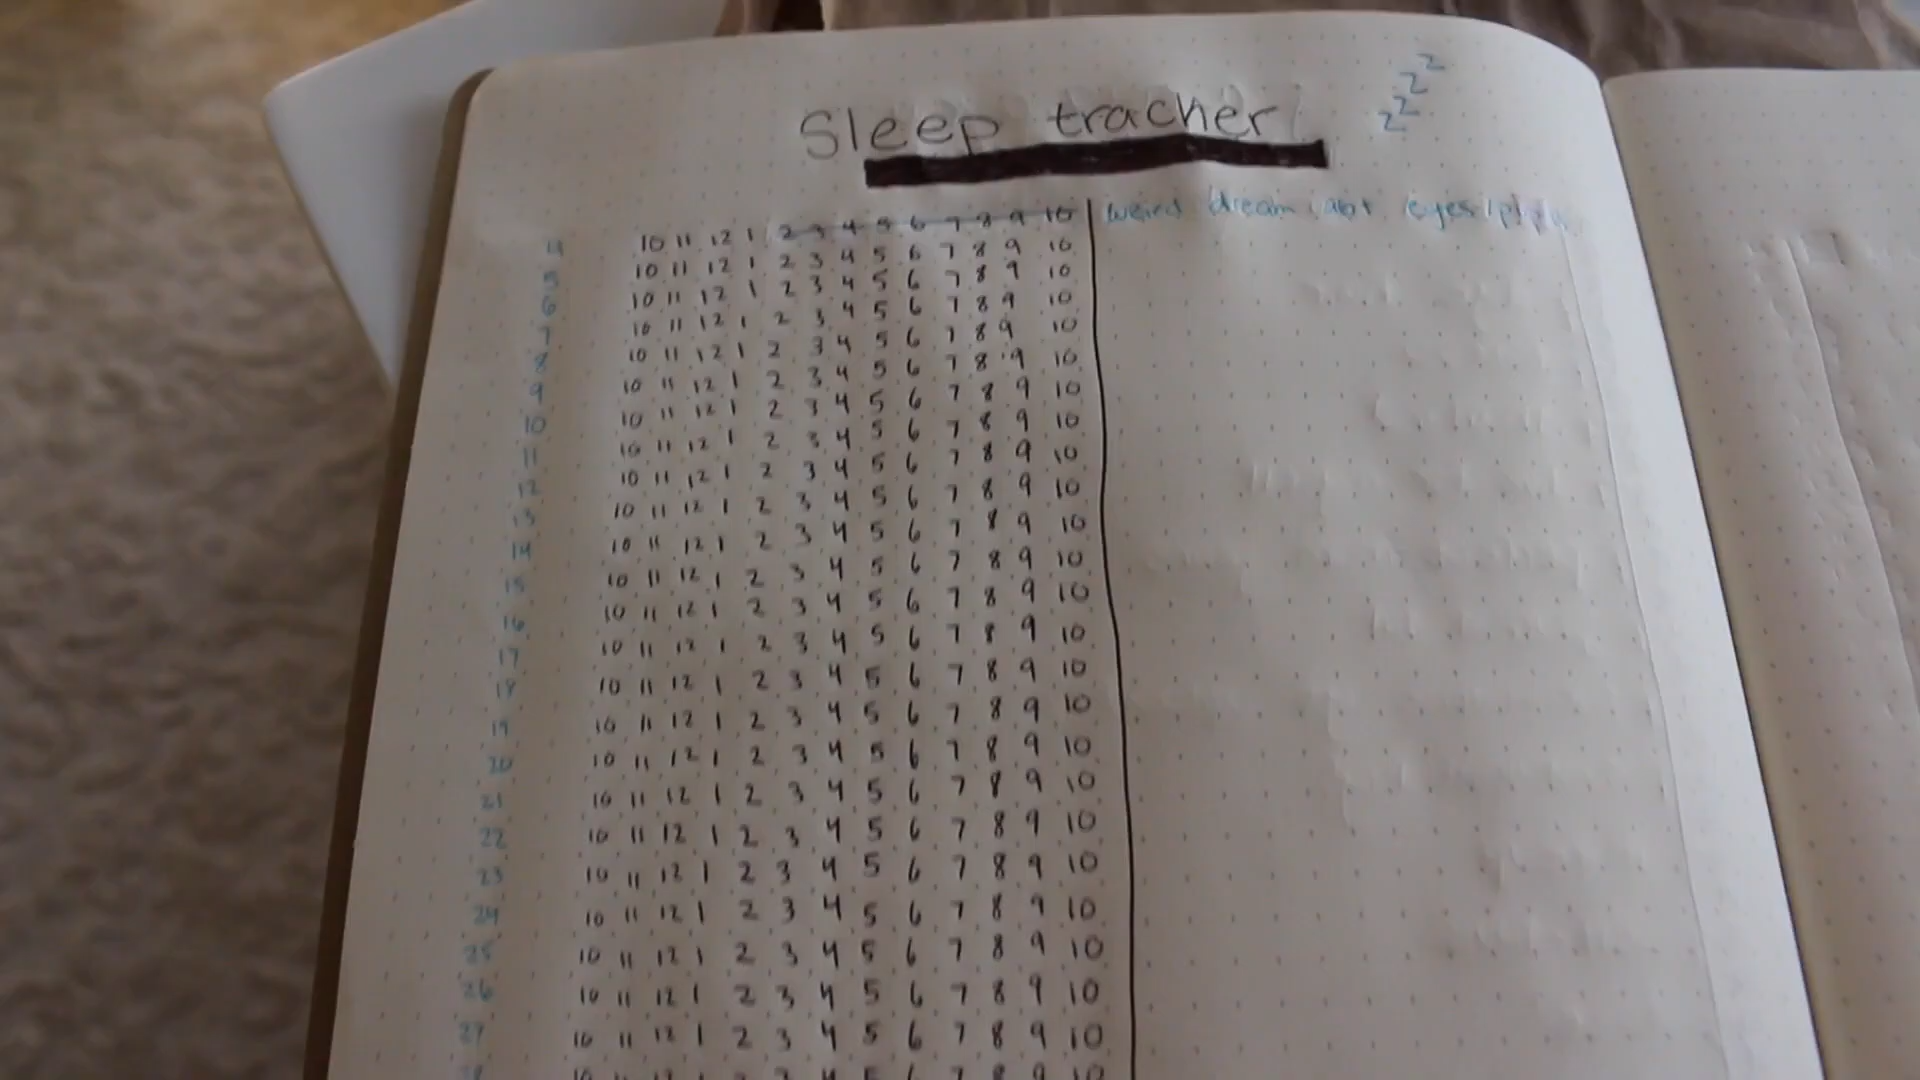 Sleep tracker zzzz
4 10 11 12 1 2 3 4 5 6 7 8 9 10 weird dream abt eyes/
5 10 11 12 1 2 3 4 5 6 7 8 9 10
6 10 11 12 1 2 3 4 5 6 7 8 9 10
7 10 11 12 1 2 3 4 5 6 7 8 9 10
8 10 11 12 1 2 3 4 5 6 7 8 9 10
9 10 11 12 1 2 3 4 5 6 7 8 9 10
10 10 11 12 1 2 3 4 5 6 7 8 9 10
11 10 11 12 1 2 3 4 5 6 7 8 9 10
12 10 11 12 1 2 3 4 5 6 7 8 9 10
13 10 11 12 1 2 3 4 5 6 7 8 9 10
14 10 11 12 1 2 3 4 5 6 7 8 9 10
15 10 11 12 1 2 3 4 5 6 7 8 9 10
16 10 11 12 1 2 3 4 5 6 7 8 9 10
17 10 11 12 1 2 3 4 5 6 7 8 9 10
18 10 11 12 1 2 3 4 5 6 7 8 9 10
19 10 11 12 1 2 3 4 5 6 7 8 9 10
20 10 11 12 1 2 3 4 5 6 7 8 9 10
21 10 11 12 1 2 3 4 5 6 7 8 9 10
22 10 11 12 1 2 3 4 5 6 7 8 9 10
23 10 11 12 1 2 3 4 5 6 7 8 9 10
24 10 11 12 1 2 3 4 5 6 7 8 9 10
25 10 11 12 1 2 3 4 5 6 7 8 9 10
26 10 11 12 1 2 3 4 5 6 7 8 9 10
27 10 11 12 1 2 3 4 5 6 7 8 9 10
28 10 11 12 1 2 3 4 5 6 7 8 9 10